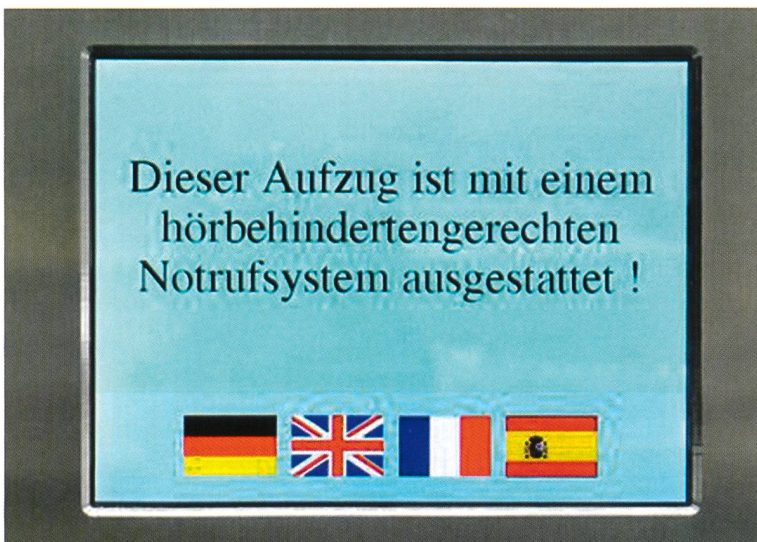 Dieser Aufzug ist mit einem
hörbehindertengerechten
Notrufsystem ausgestattet !